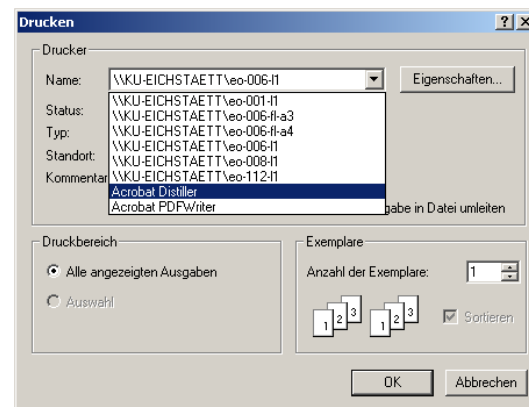 Drucken
Drucker
Name: \\KU-EICHSTAETT\eo-006-l1 Eigenschaften...
\\KU-EICHSTAETT\eo-001-l1
Status: \\KU-EICHSTAETT\eo-006-fl-a3
Typ: \\KU-EICHSTAETT\eo-006-fl-a4
\\KU-EICHSTAETT\eo-006-l1
Standort: \\KU-EICHSTAETT\eo-008-l1
Kommentar \\KU-EICHSTAETT\eo-112-l1
Acrobat Distiller
Acrobat PDFWriter gabe in Datei umleiten
Druckbereich Exemplare
Alle angezeigten Ausgaben Anzahl der Exemplare: 1
Auswahl
1 2 3 1 2 3 Sortieren
OK Abbrechen